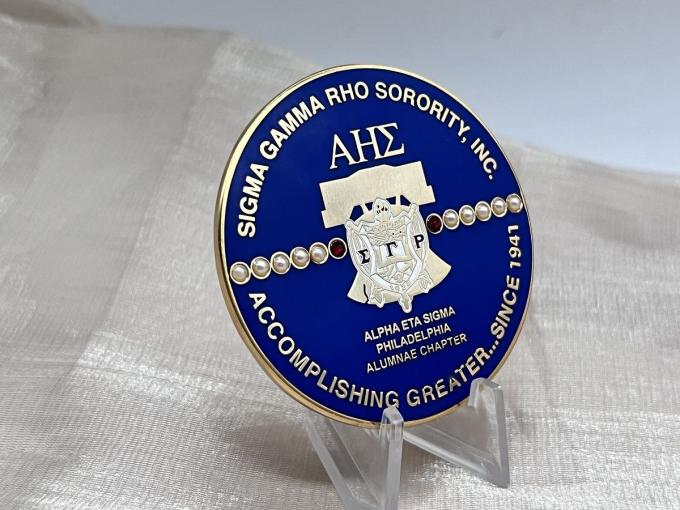 SIGMA GAMMA RHO SORORITY, INC.
ΑΗΣ
Σ Γ Ρ
ALPHA ETA SIGMA
PHILADELPHIA
ALUMNAE CHAPTER
ACCOMPLISHING GREATER...SINCE 1941